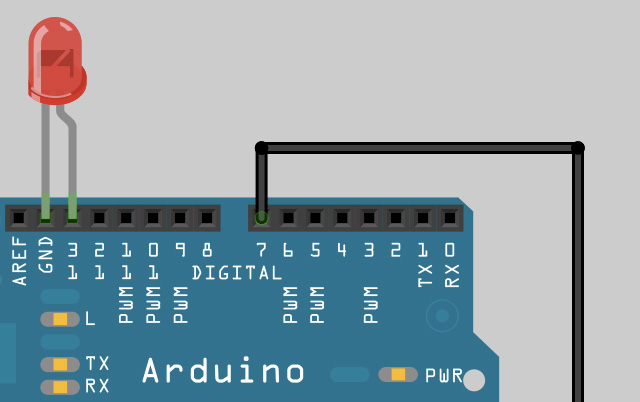 AREF GND 13 12 11 10 9 8 7 6 5 4 3 2 1 0
DIGITAL
PWM PWM PWM PWM PWM PWM TX RX
L
TX
RX
Arduino
PWR